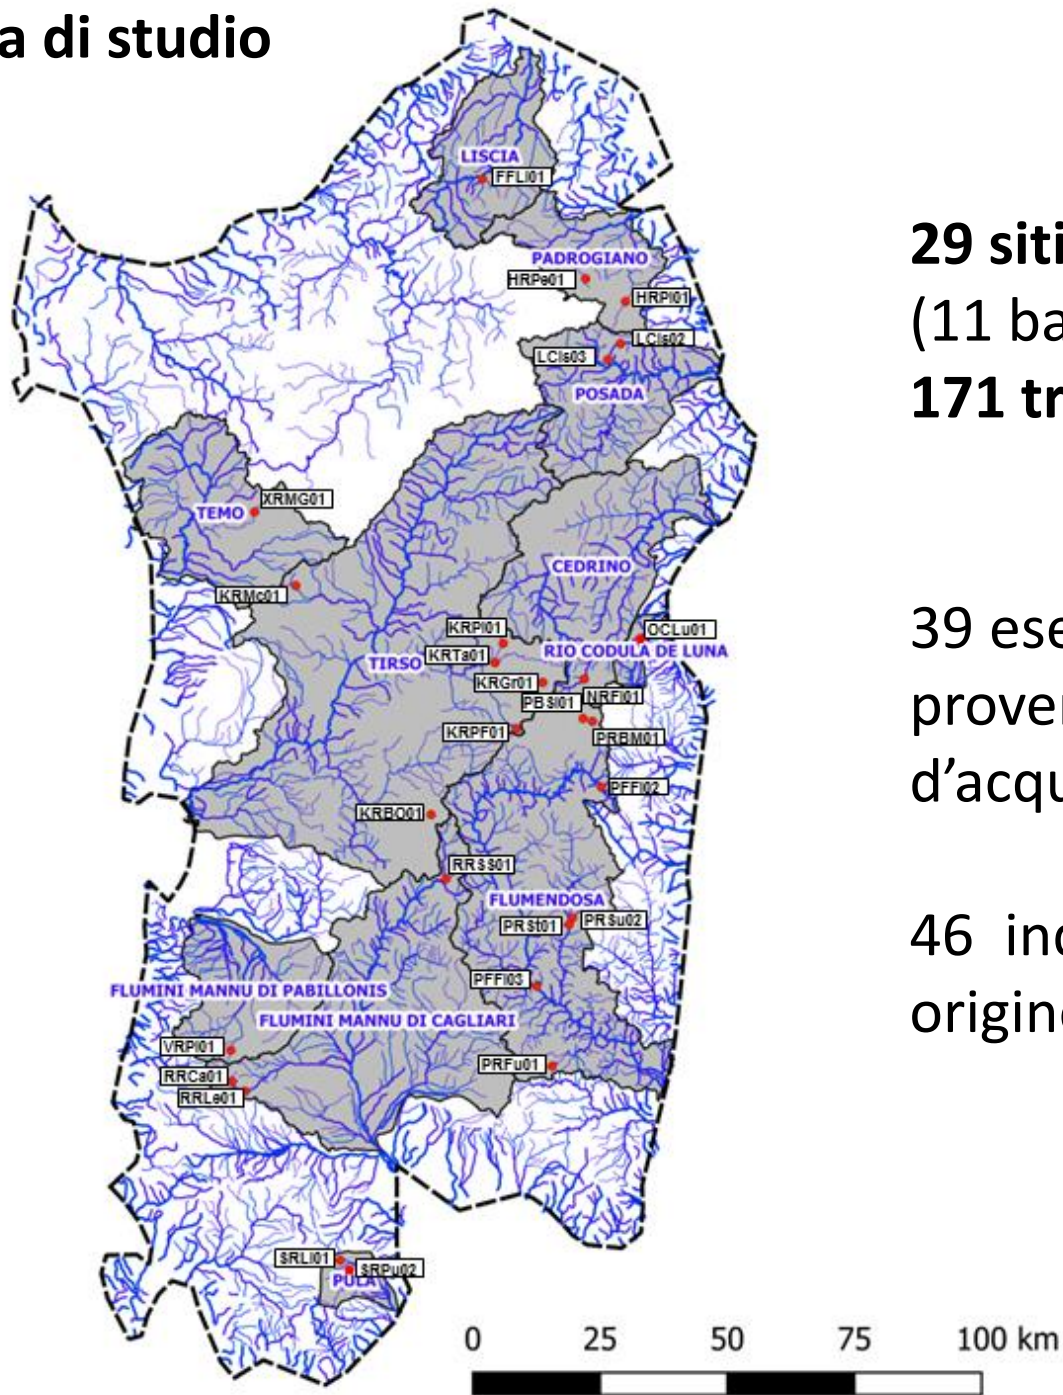 a di studio
LISCIA
FFLI01
PADROGIANO
HRPe01
HRPI01
LCIs02
LCIs03
POSADA
XRMG01
TEMO
CEDRINO
KRMc01
KRPI01
OCLu01
TIRSO
KRTa01
RIO CODULA DE LUNA
KRGr01
NRFI01
PBSI01
KRPF01
PRBM01
PFFI02
KRBO01
RRSS01
FLUMENDOSA
PRSt01
PRSu02
PFFI03
FLUMINI MANNU DI PABILLONIS
FLUMINI MANNU DI CAGLIARI
VRPI01
PRFu01
RRCa01
RRLe01
SRLI01
SRPu02
PULA
0 25 50 75 100 km
29 siti
(11 ba
171 tr
39 ese
prover
d’acqu
46 inc
origine